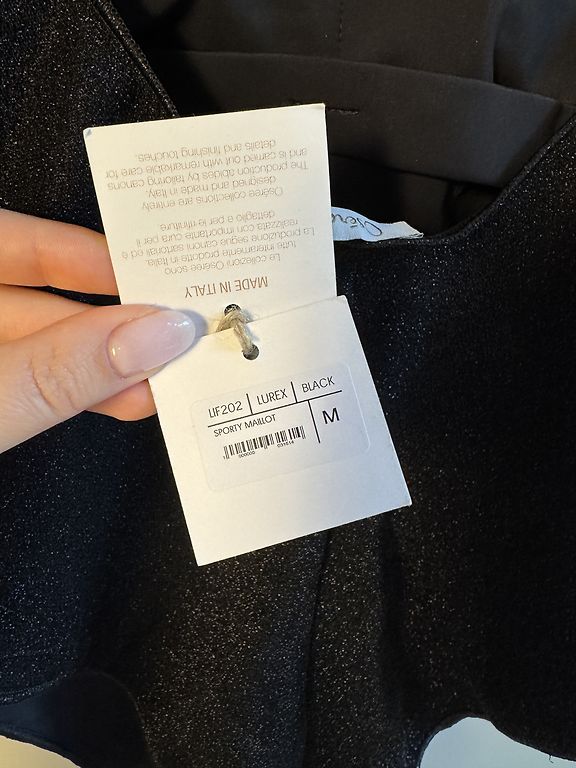 MADE IN ITALY
Le collezioni Oséree sono
tutte interamente prodotte in Italia.
La produzione segue canoni sartoriali ed è
realizzata con importante cura per il
dettaglio e le rifiniture.
Oséree collections are entirely
designed and made in Italy.
The production abides by tailoring canons
and is carried out with remarkable care for
details and finishing touches.
LIF202 | LUREX | BLACK
SPORTY MAILLOT
M